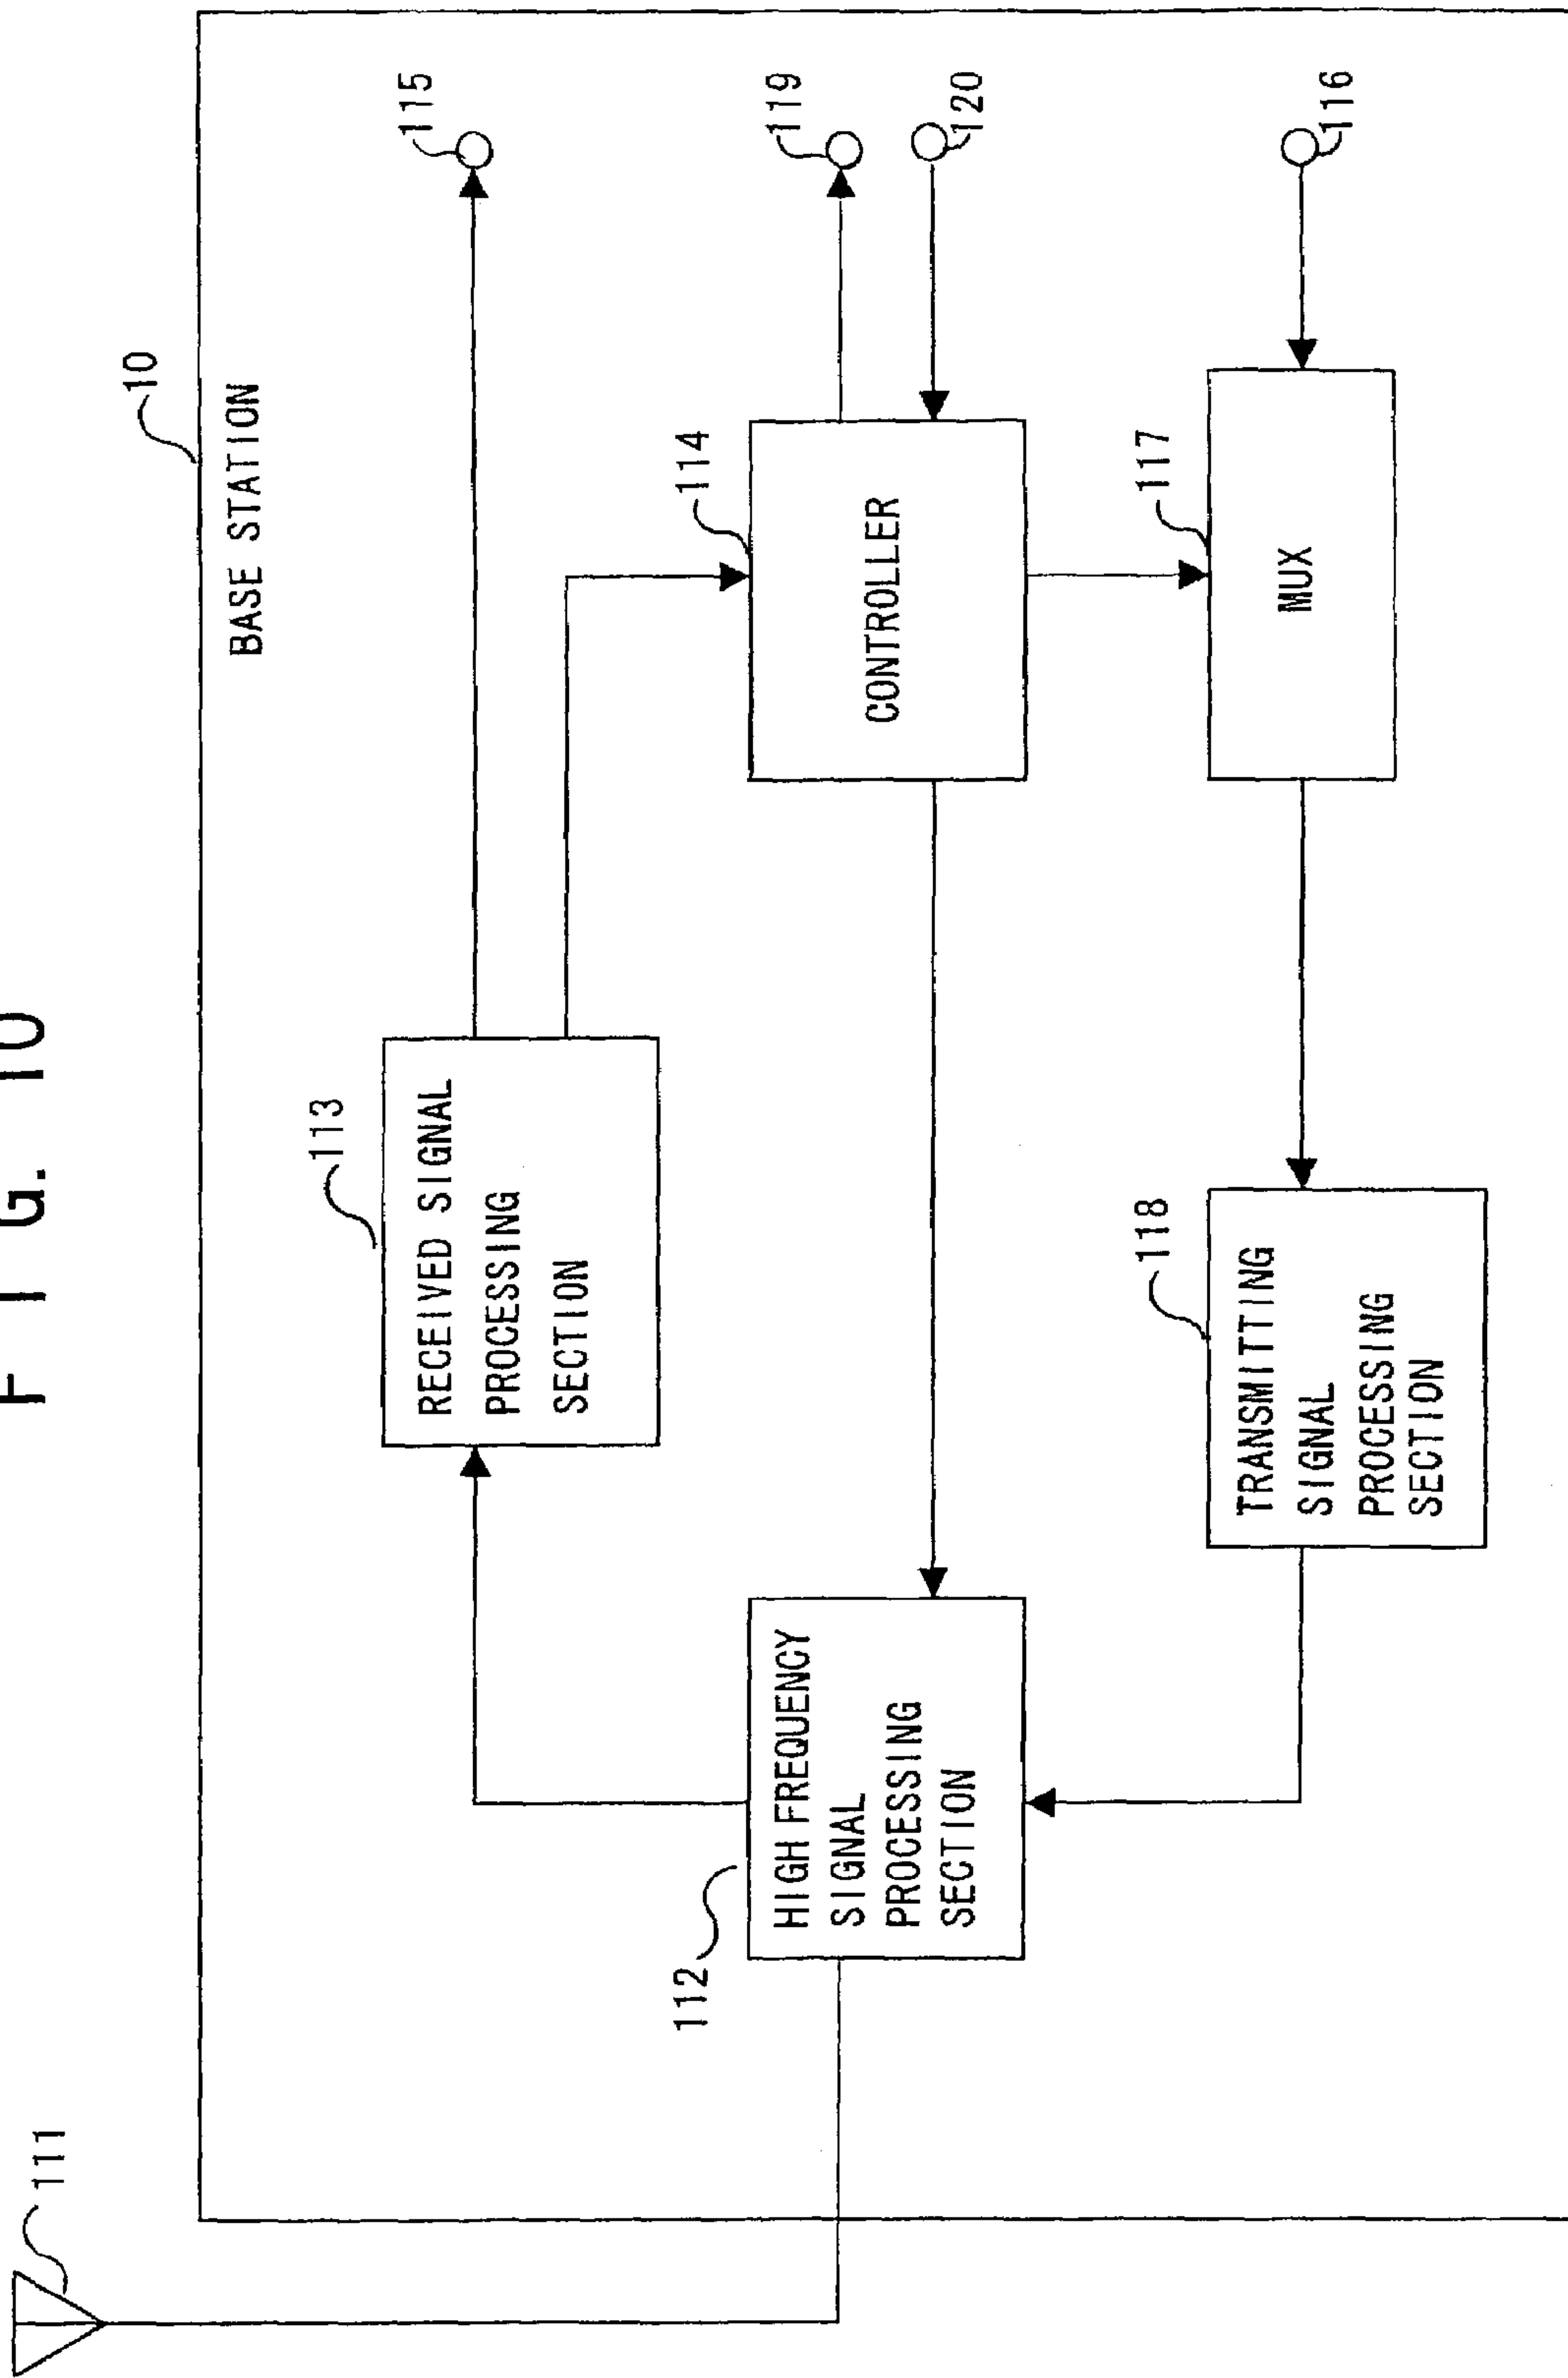 FIG. 10
111
10
BASE STATION
113
RECEIVED SIGNAL
PROCESSING
SECTION
115
112
HIGH FREQUENCY
SIGNAL
PROCESSING
SECTION
114
CONTROLLER
119
120
118
TRANSMITTING
SIGNAL
PROCESSING
SECTION
117
MUX
116